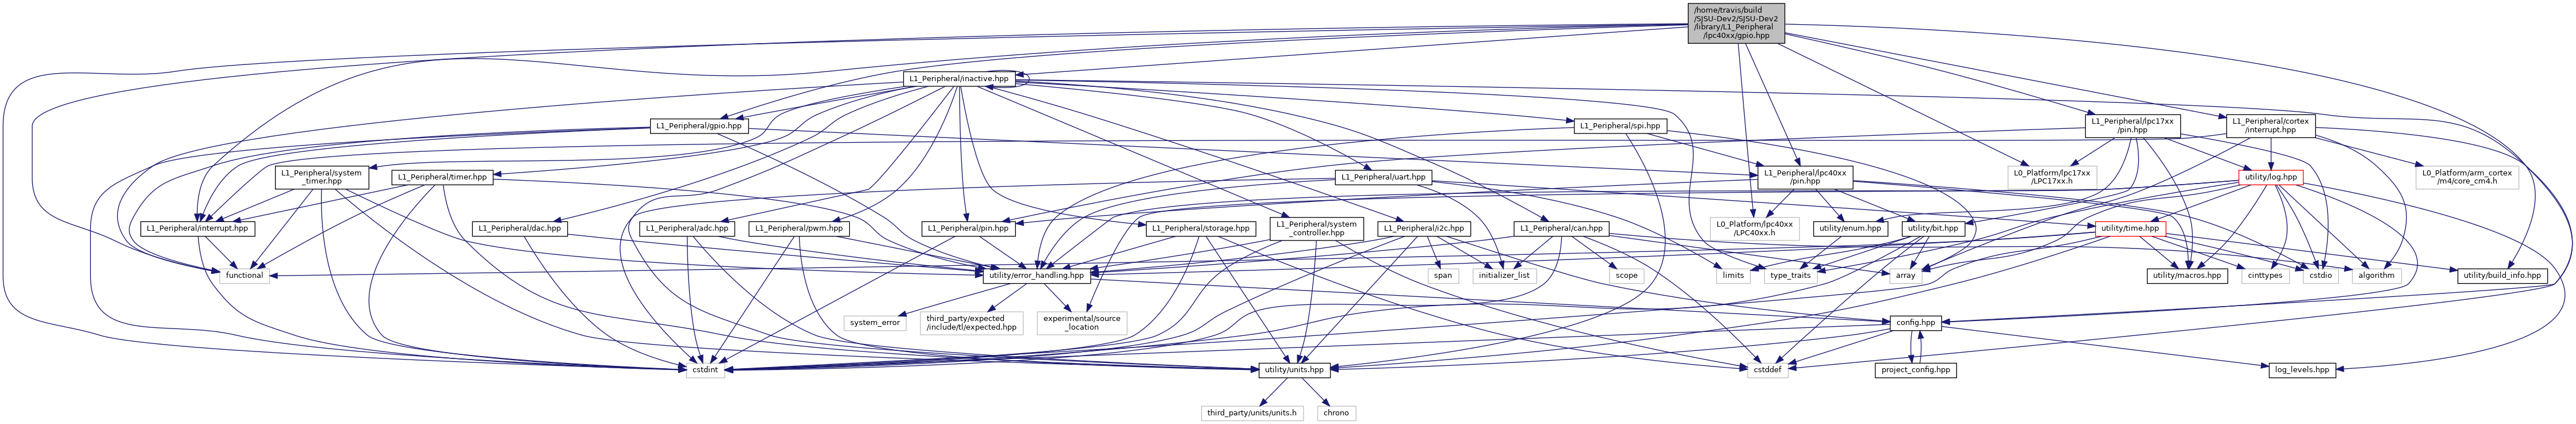 /home/travis/build
/SJSU-Dev2/SJSU-Dev2
/library/L1_Peripheral
/lpc40xx/gpio.hpp
L1_Peripheral/inactive.hpp
L1_Peripheral/gpio.hpp
L1_Peripheral/spi.hpp
L1_Peripheral/lpc17xx
/pin.hpp
L1_Peripheral/cortex
/interrupt.hpp
L1_Peripheral/system
_timer.hpp
L1_Peripheral/timer.hpp
L1_Peripheral/uart.hpp
L1_Peripheral/lpc40xx
/pin.hpp
L0_Platform/lpc17xx
/LPC17xx.h
utility/log.hpp
L0_Platform/arm_cortex
/m4/core_cm4.h
L1_Peripheral/interrupt.hpp
L1_Peripheral/dac.hpp
L1_Peripheral/adc.hpp
L1_Peripheral/pwm.hpp
L1_Peripheral/pin.hpp
L1_Peripheral/storage.hpp
L1_Peripheral/system
_controller.hpp
L1_Peripheral/i2c.hpp
L1_Peripheral/can.hpp
L0_Platform/lpc40xx
/LPC40xx.h
utility/enum.hpp
utility/bit.hpp
utility/time.hpp
functional
utility/error_handling.hpp
span
initializer_list
scope
limits
type_traits
array
utility/macros.hpp
cinttypes
cstdio
algorithm
utility/build_info.hpp
system_error
third_party/expected
/include/tl/expected.hpp
experimental/source
_location
config.hpp
cstdint
utility/units.hpp
cstddef
project_config.hpp
log_levels.hpp
third_party/units/units.h
chrono